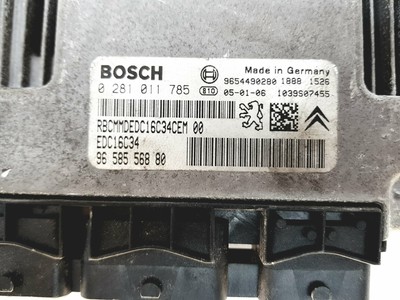 BOSCH Made in Germany
9654490280 1888 1526
0 281 011 785 810 05-01-06 1039S07455
RBCMMDEDC16C34CEM 00
EDC16C34
96 585 568 80